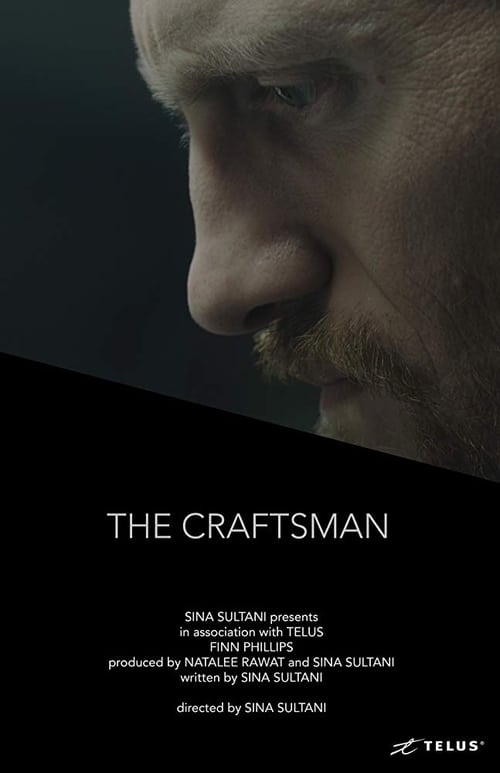 THE CRAFTSMAN
SINA SULTANI presents
in association with TELUS
FINN PHILLIPS
produced by NATALEE RAWAT and SINA SULTANI
written by SINA SULTANI
directed by SINA SULTANI
TELUS®